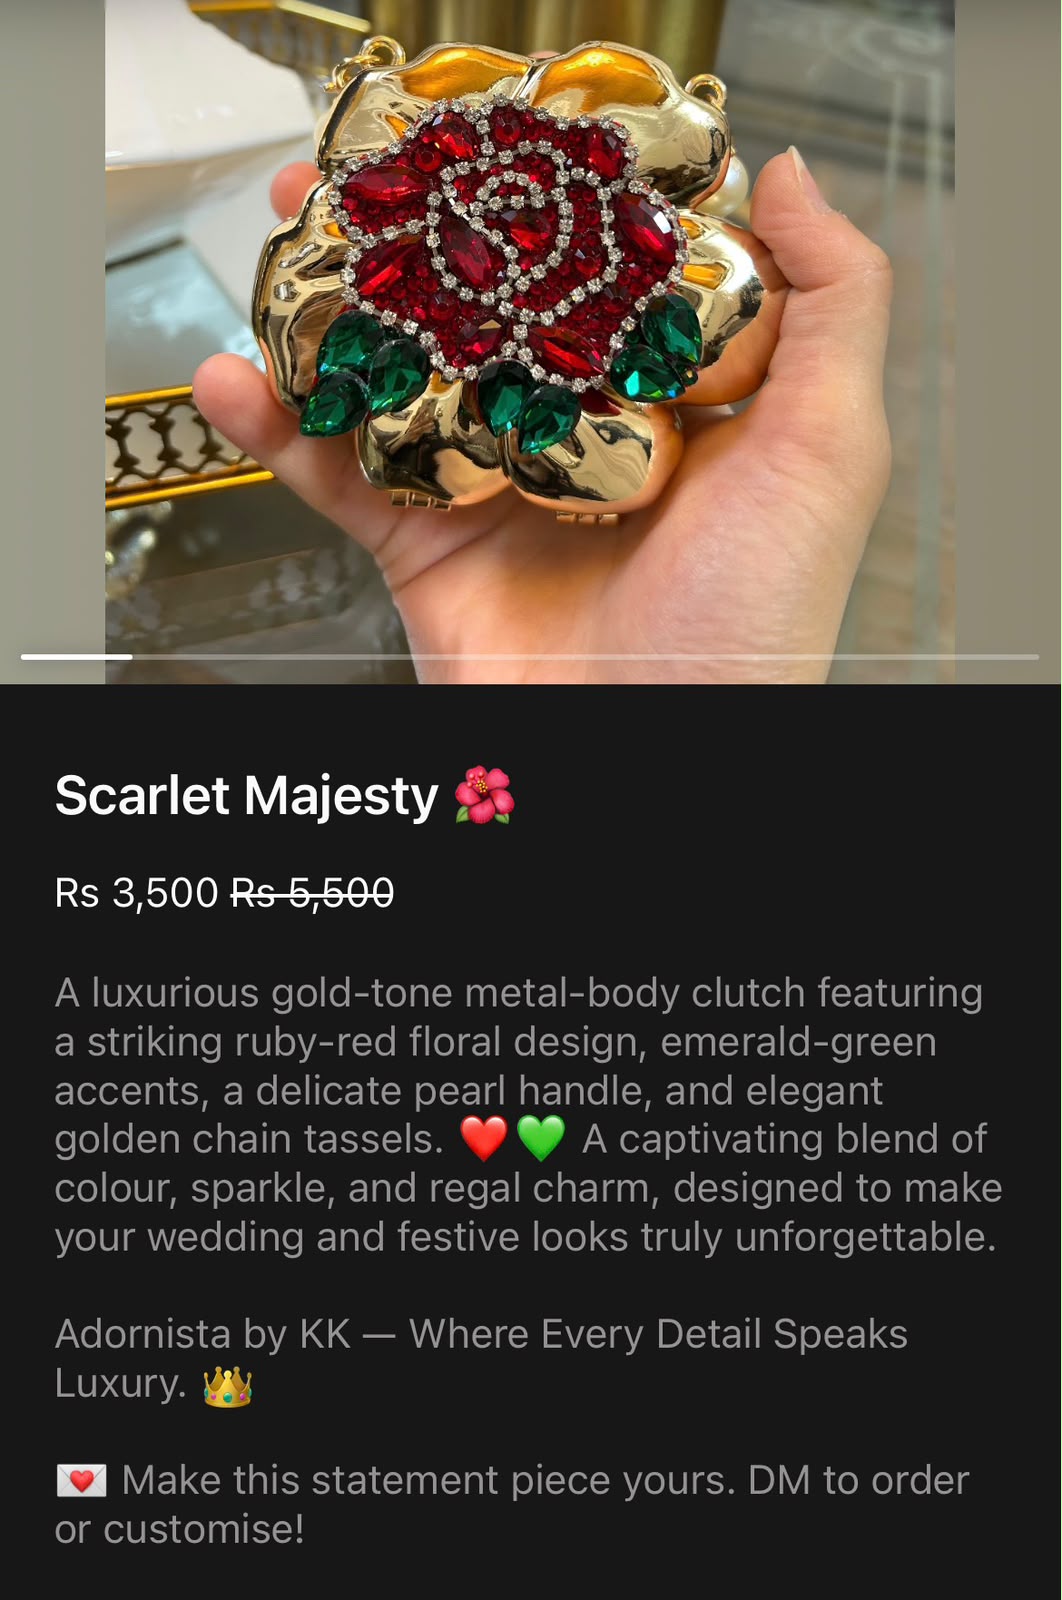 Scarlet Majesty 🌺
Rs 3,500 Rs 5,500
A luxurious gold-tone metal-body clutch featuring
a striking ruby-red floral design, emerald-green
accents, a delicate pearl handle, and elegant
golden chain tassels. ❤️💚 A captivating blend of
colour, sparkle, and regal charm, designed to make
your wedding and festive looks truly unforgettable.
Adornista by KK — Where Every Detail Speaks
Luxury. 👑
💌 Make this statement piece yours. DM to order
or customise!